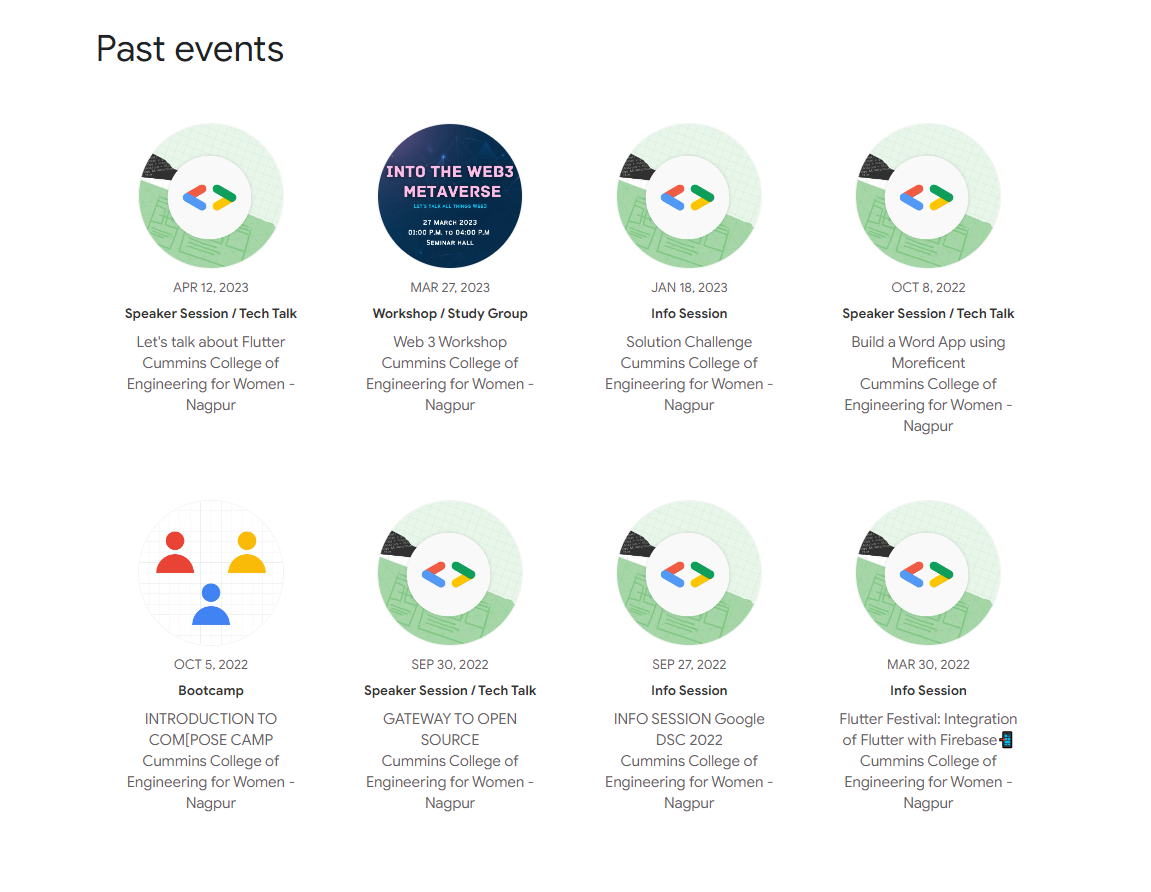 Past events
INTO THE WEB3
METAVERSE
LET'S TALK ALL THINGS WEB3
27 MARCH 2023
01:00 P.M. TO 04:00 P.M
SEMINAR HALL
APR 12, 2023
Speaker Session / Tech Talk
Let's talk about Flutter
Cummins College of
Engineering for Women -
Nagpur
MAR 27, 2023
Workshop / Study Group
Web 3 Workshop
Cummins College of
Engineering for Women -
Nagpur
JAN 18, 2023
Info Session
Solution Challenge
Cummins College of
Engineering for Women -
Nagpur
OCT 8, 2022
Speaker Session / Tech Talk
Build a Word App using
Moreficent
Cummins College of
Engineering for Women -
Nagpur
OCT 5, 2022
Bootcamp
INTRODUCTION TO
COM[POSE CAMP
Cummins College of
Engineering for Women -
Nagpur
SEP 30, 2022
Speaker Session / Tech Talk
GATEWAY TO OPEN
SOURCE
Cummins College of
Engineering for Women -
Nagpur
SEP 27, 2022
Info Session
INFO SESSION Google
DSC 2022
Cummins College of
Engineering for Women -
Nagpur
MAR 30, 2022
Info Session
Flutter Festival: Integration
of Flutter with Firebase📲
Cummins College of
Engineering for Women -
Nagpur